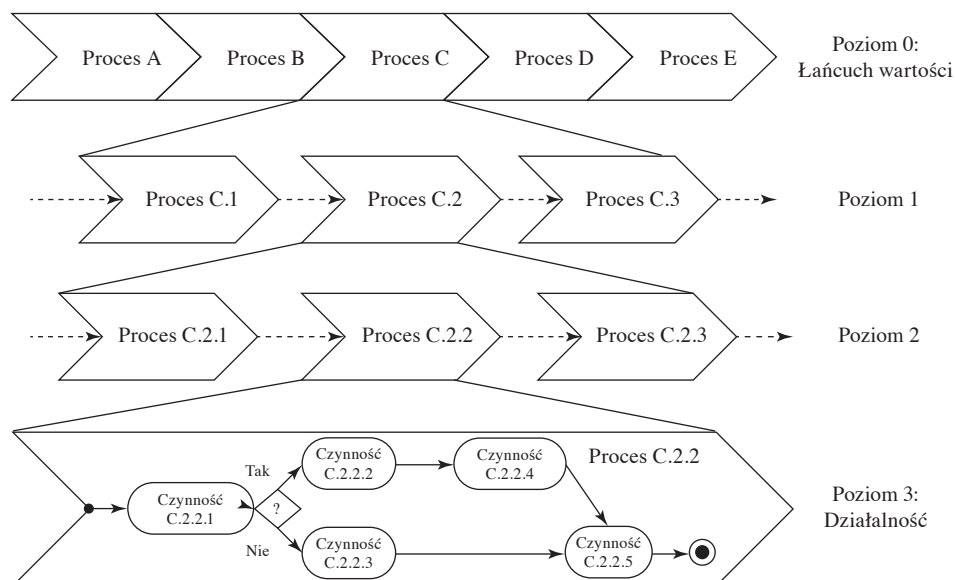 Proces A
Proces B
Proces C
Proces D
Proces E
Poziom 0:
Łańcuch wartości
Proces C.1
Proces C.2
Proces C.3
Poziom 1
Proces C.2.1
Proces C.2.2
Proces C.2.3
Poziom 2
Proces C.2.2
Czynność
C.2.2.1
?
Tak
Nie
Czynność
C.2.2.2
Czynność
C.2.2.4
Czynność
C.2.2.3
Czynność
C.2.2.5
Poziom 3:
Działalność